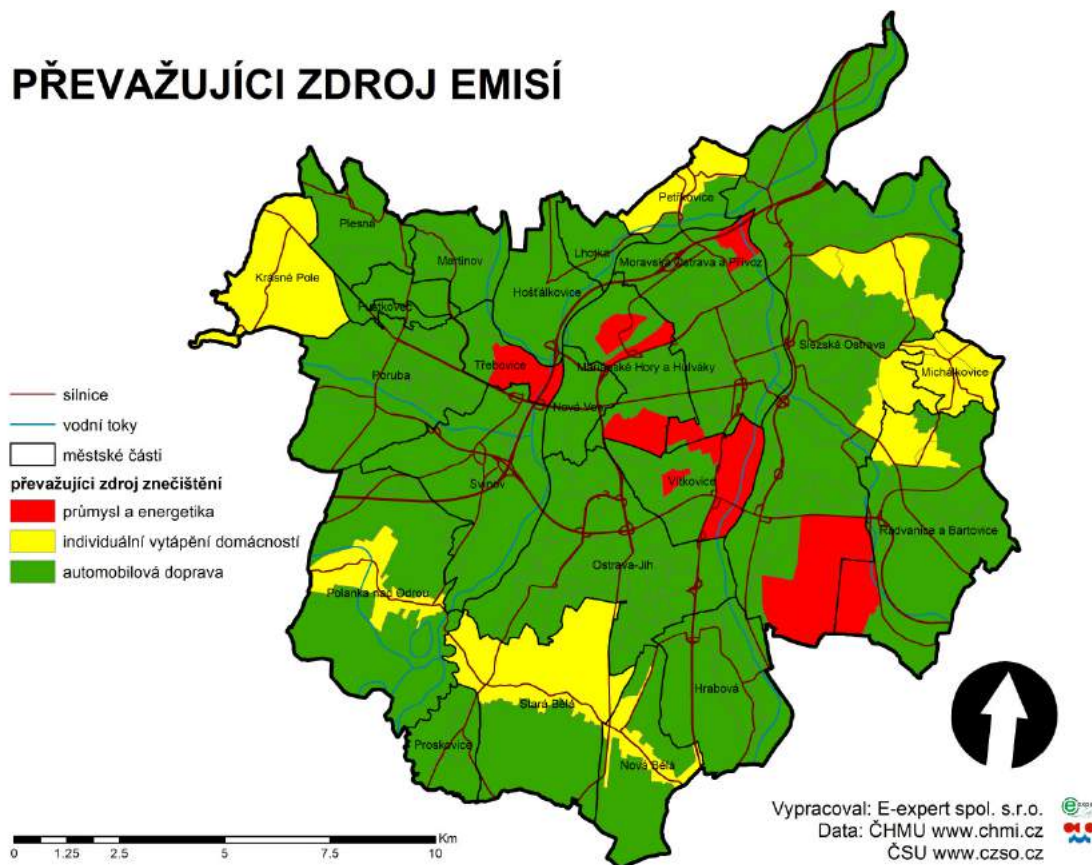 PŘEVAŽUJÍCI ZDROJ EMISÍ
Petřkovice
Plesná
Lhotka
Martinov
Moravská Ostrava a Přívoz
Krásné Pole
Hošťálkovice
Pustkovec
Slezská Ostrava
Třebovice
Mariánské Hory a Hulváky
Michálkovice
Poruba
silnice
Nová Ves
vodní toky
městské části
převažujíci zdroj znečištění
Svinov
Vítkovice
průmysl a energetika
Radvanice a Bartovice
individuální vytápění domácností
automobilová doprava
Ostrava-Jih
Polanka nad Odrou
Hrabová
Stará Bělá
Proskovice
Nová Bělá
Vypracoval: E-expert spol. s.r.o.
Data: ČHMU www.chmi.cz
ČSU www.czso.cz
Km
0 1.25 2.5 5 7.5 10